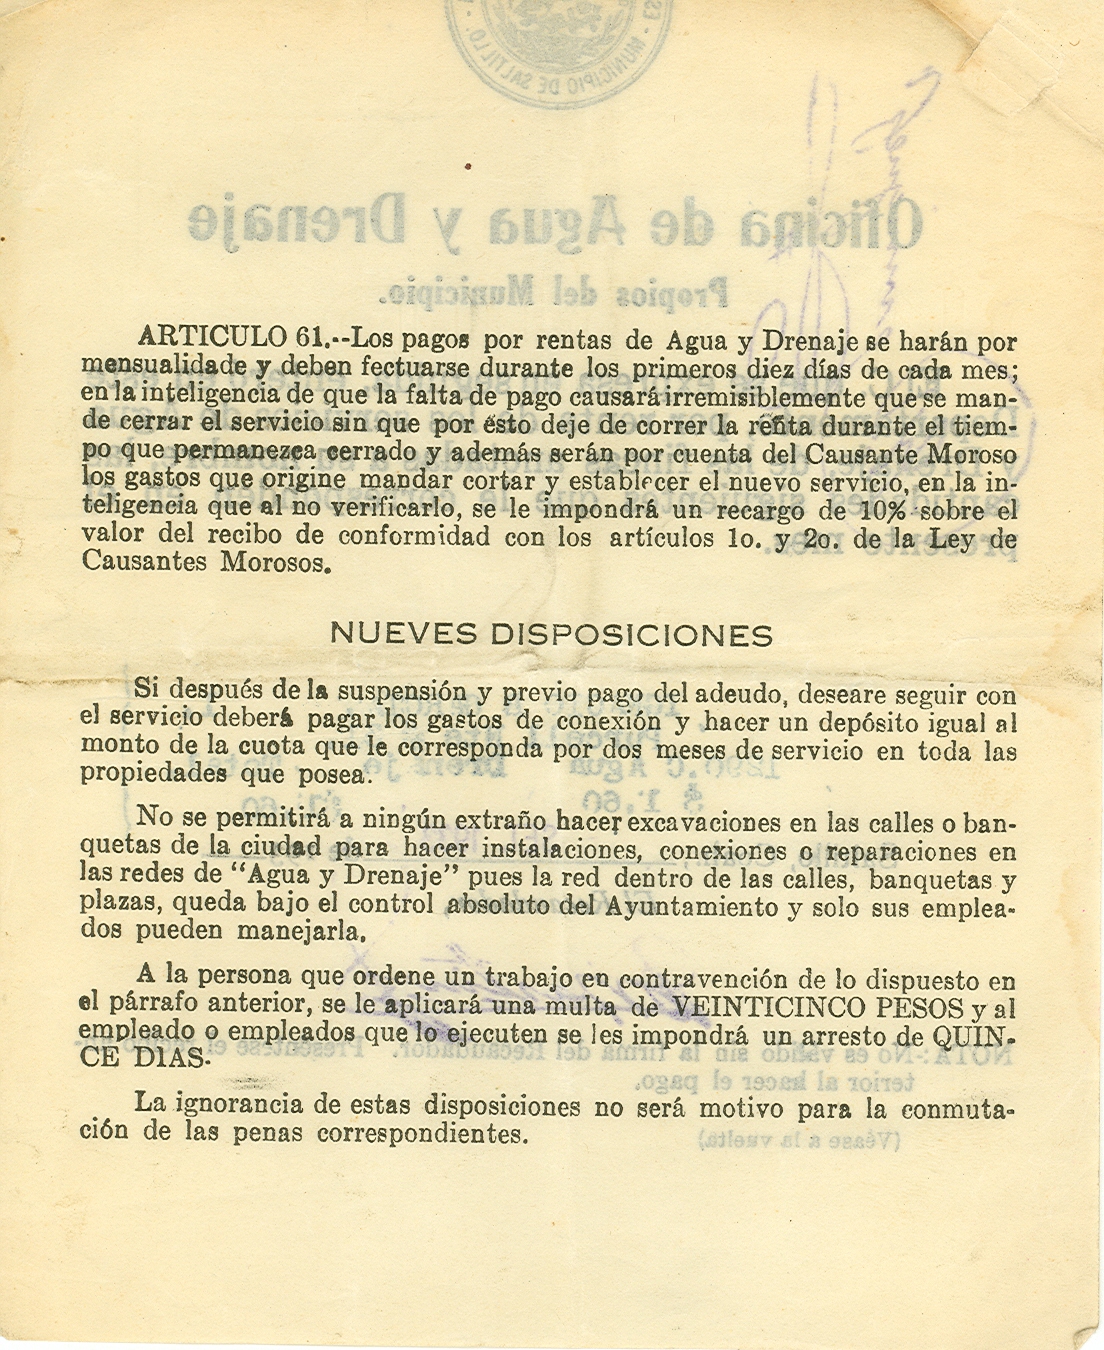 ARTICULO 61.--Los pagos por rentas de Agua y Drenaje se harán por
mensualidade y deben fectuarse durante los primeros diez días de cada mes;
en la inteligencia de que la falta de pago causará irremisiblemente que se man-
de cerrar el servicio sin que por ésto deje de correr la renta durante el tiem-
po que permanezca cerrado y además serán por cuenta del Causante Moroso
los gastos que origine mandar cortar y establecer el nuevo servicio, en la in-
teligencia que al no verificarlo, se le impondrá un recargo de 10% sobre el
valor del recibo de conformidad con los artículos 1o. y 2o. de la Ley de
Causantes Morosos.
NUEVES DISPOSICIONES
Si después de la suspensión y previo pago del adeudo, deseare seguir con
el servicio deberá pagar los gastos de conexión y hacer un depósito igual al
monto de la cuota que le corresponda por dos meses de servicio en toda las
propiedades que posea.
No se permitirá a ningún extraño hacer excavaciones en las calles o ban-
quetas de la ciudad para hacer instalaciones, conexiones o reparaciones en
las redes de “Agua y Drenaje” pues la red dentro de las calles, banquetas y
plazas, queda bajo el control absoluto del Ayuntamiento y solo sus emplea-
dos pueden manejarla.
A la persona que ordene un trabajo en contravención de lo dispuesto en
el párrafo anterior, se le aplicará una multa de VEINTICINCO PESOS y al
empleado o empleados que lo ejecuten se les impondrá un arresto de QUIN-
CE DIAS-
La ignorancia de estas disposiciones no será motivo para la conmuta-
ción de las penas correspondientes.